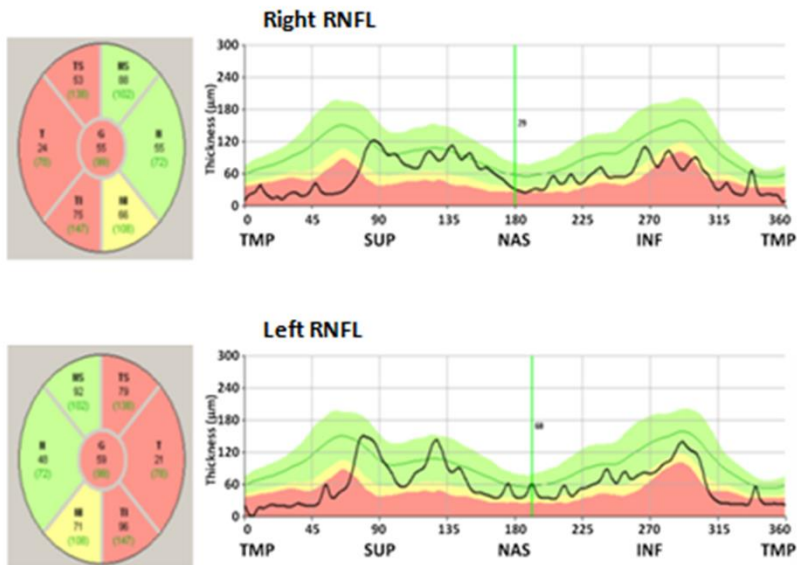 Right RNFL
TS
53
(138)
NS
88
(102)
T
24
(78)
G
55
(98)
N
55
(72)
TI
75
(147)
NI
66
(108)
Thickness (µm)
300
240
180
120
60
0
29
0 45 90 135 180 225 270 315 360
TMP SUP NAS INF TMP
Left RNFL
NS
92
(102)
TS
79
(138)
N
48
(72)
G
59
(98)
T
21
(78)
NI
71
(108)
TI
96
(147)
Thickness (µm)
300
240
180
120
60
0
60
0 45 90 135 180 225 270 315 360
TMP SUP NAS INF TMP